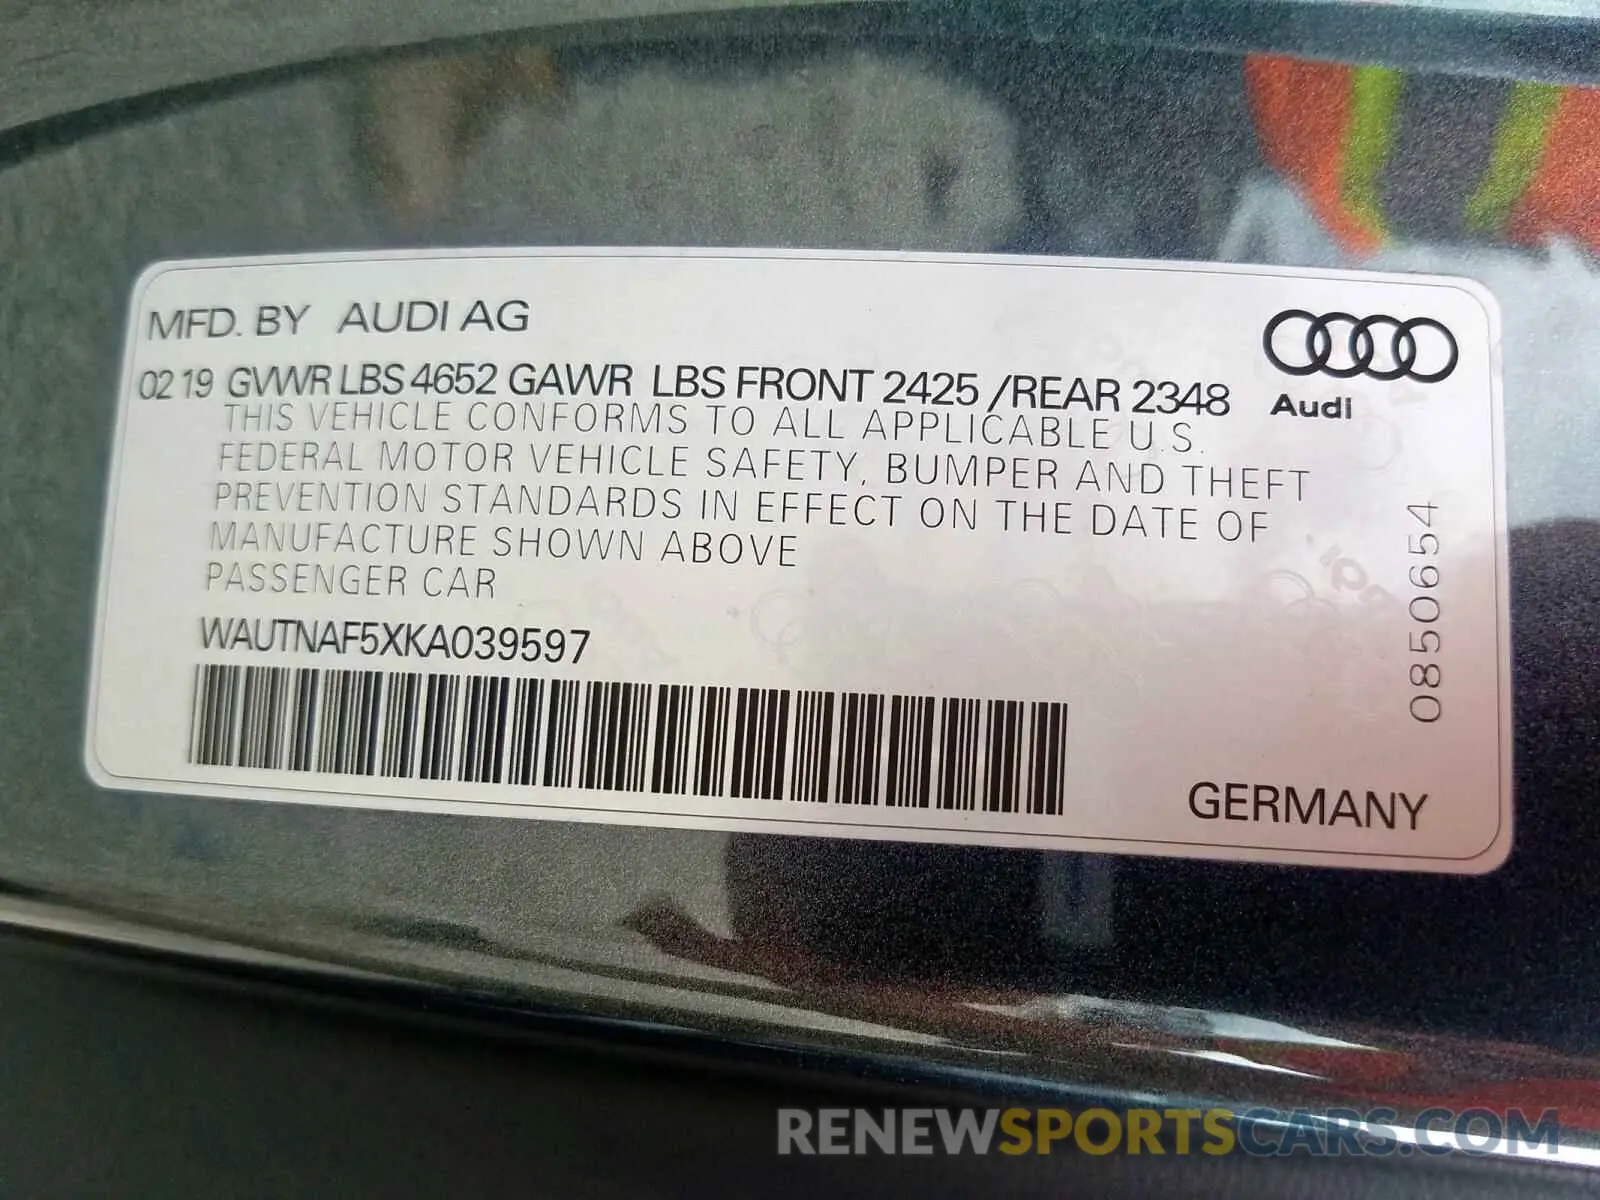 MFD. BY AUDI AG
02 19 GVWR LBS 4652 GAWR LBS FRONT 2425 /REAR 2348
Audi
THIS VEHICLE CONFORMS TO ALL APPLICABLE U.S.
FEDERAL MOTOR VEHICLE SAFETY, BUMPER AND THEFT
PREVENTION STANDARDS IN EFFECT ON THE DATE OF
MANUFACTURE SHOWN ABOVE
PASSENGER CAR
WAUTNAF5XKA039597
0850654
GERMANY
RENEWSPORTSCARS.COM